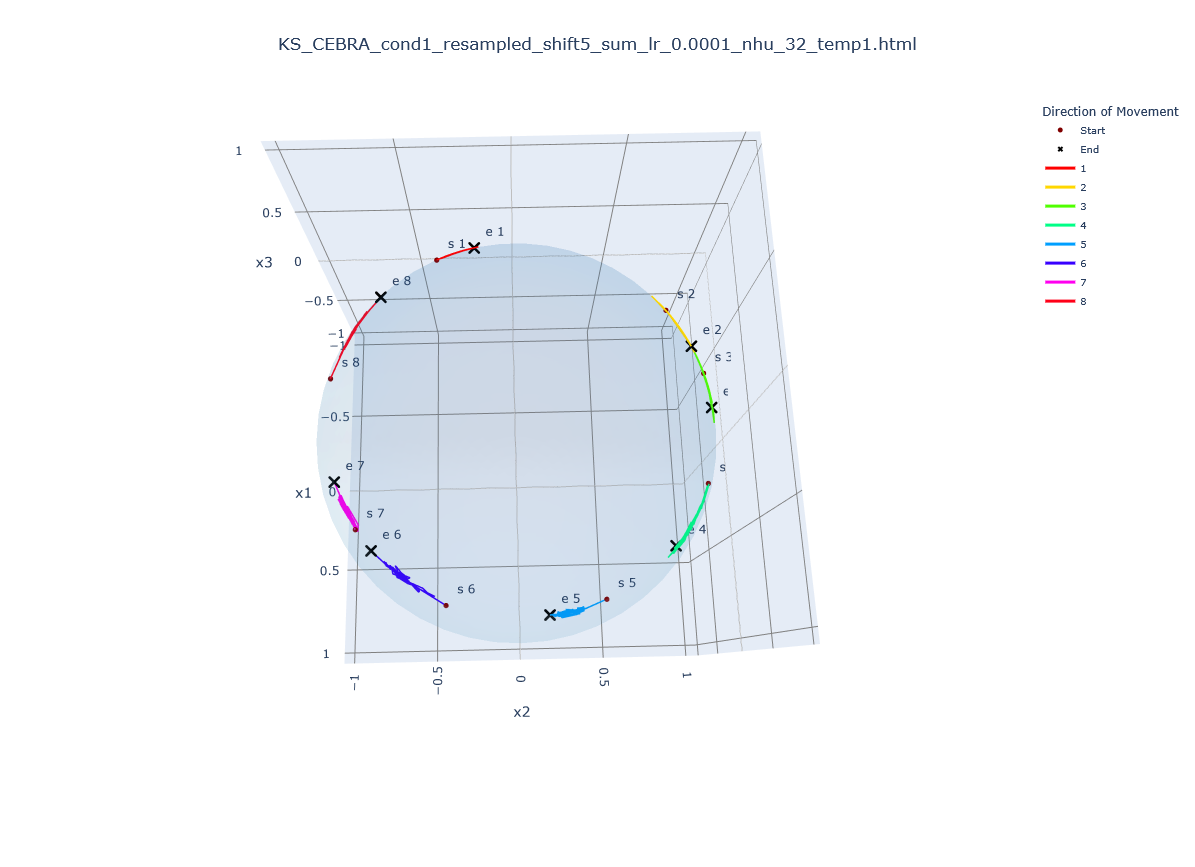 KS_CEBRA_cond1_resampled_shift5_sum_lr_0.0001_nhu_32_temp1.html
Direction of Movement
Start
End
1
2
3
4
5
6
7
8
1
0.5
x3
0
−0.5
−1
−1
−0.5
x1
0
0.5
1
−1
−0.5
0
0.5
1
x2
s 1
e 1
e 8
s 8
s 2
e 2
s 3
e
s
e 4
e 7
s 7
e 6
s 6
e 5
s 5